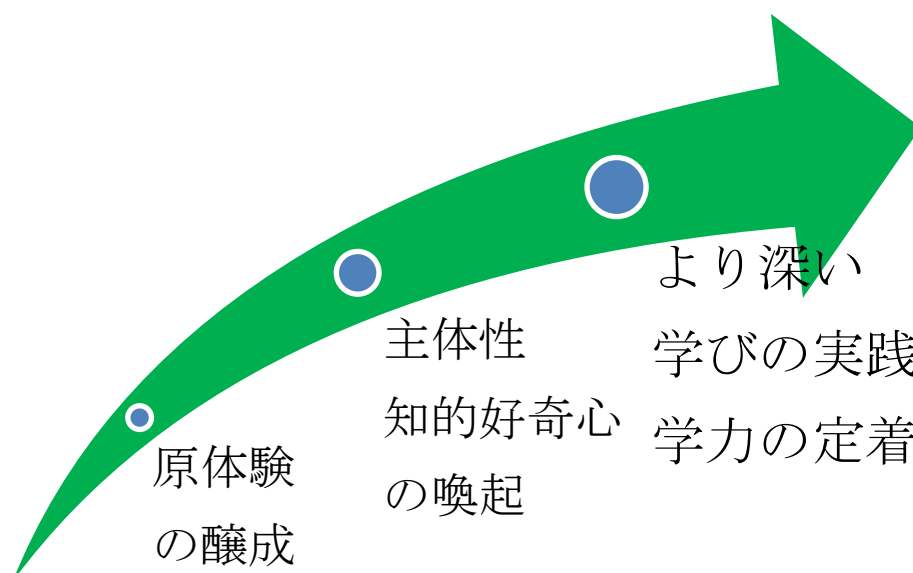 原体験
の醸成
主体性
知的好奇心
の喚起
より深い
学びの実践
学力の定着